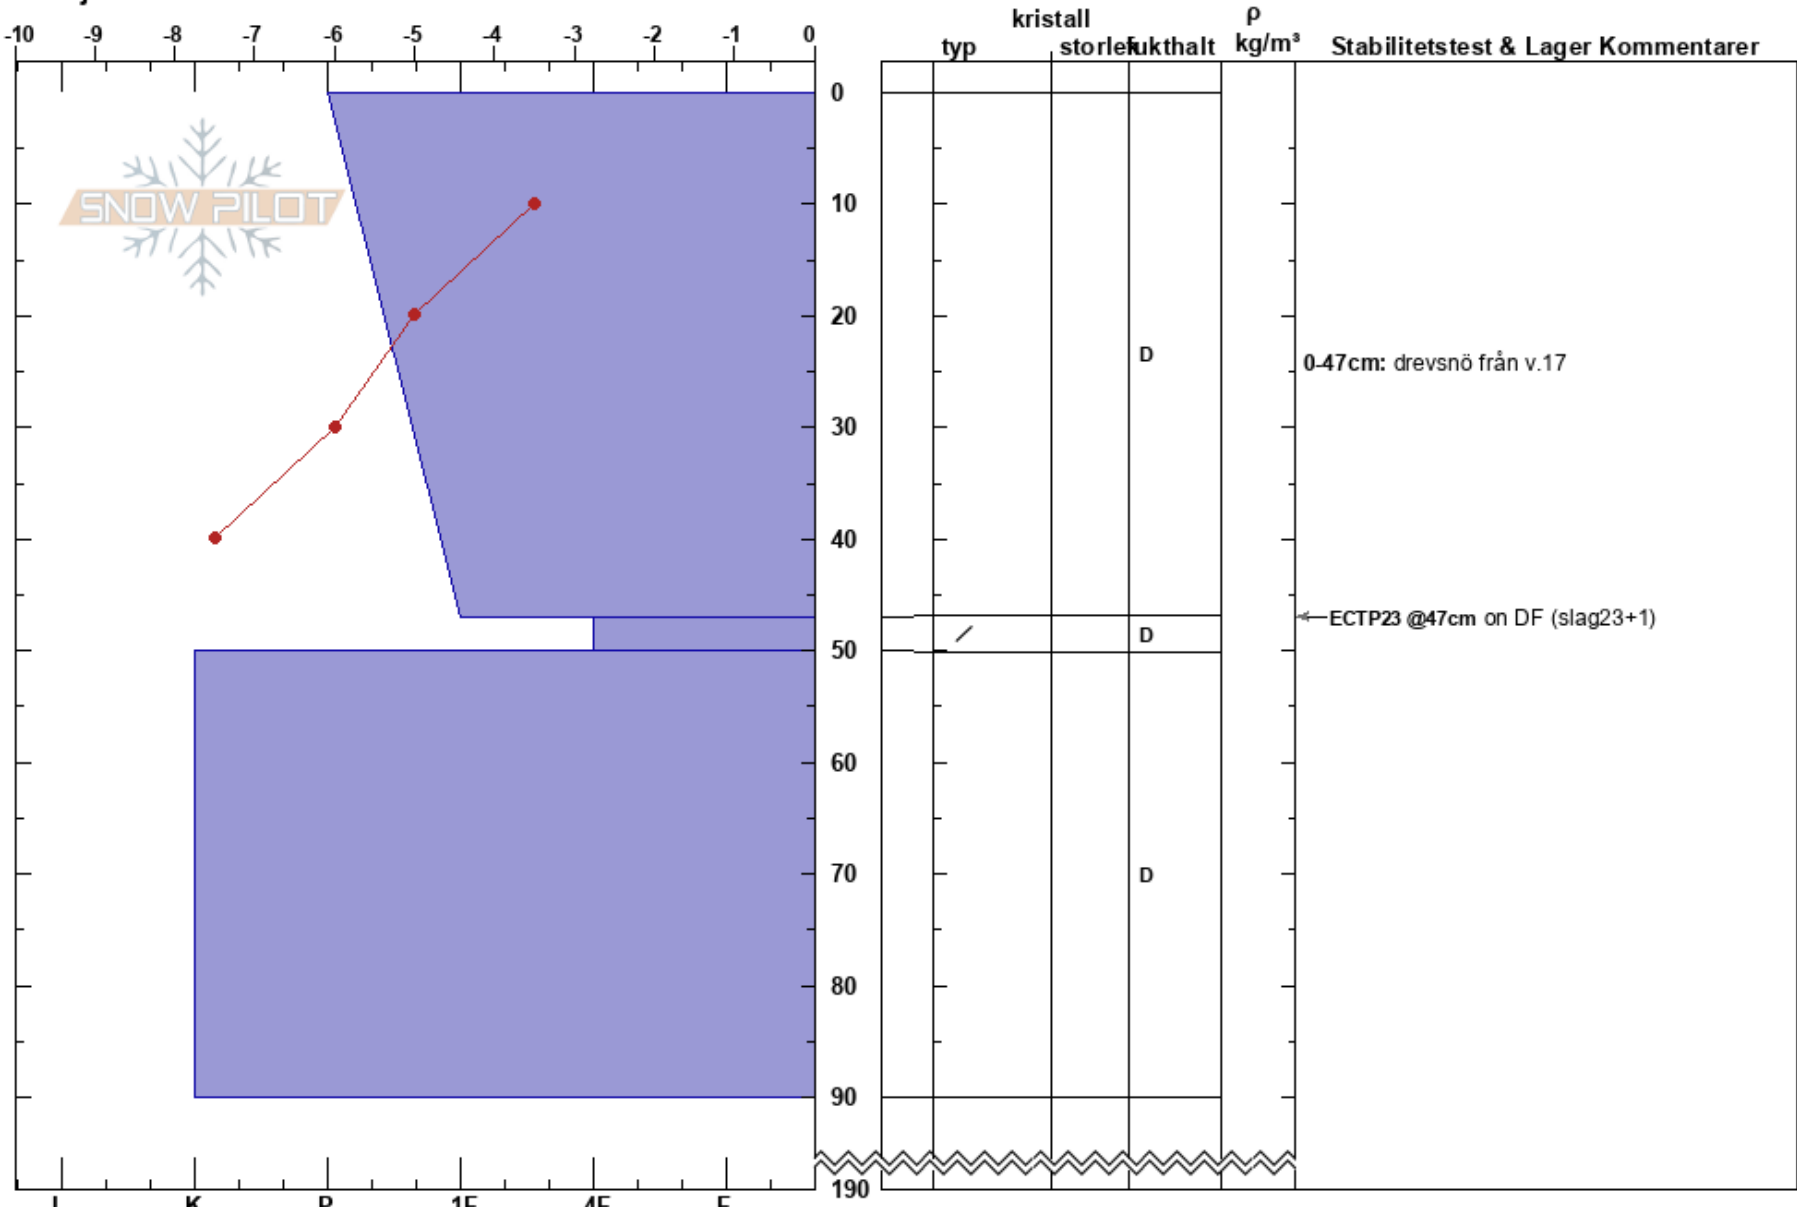 kristall
ρ
-10 -9 -8 -7 -6 -5 -4 -3 -2 -1 0
typ storlek fukthalt kg/m³ Stabilitetstest & Lager Kommentarer
0
SNOW PILOT
10
20
D
0-47cm: drevsnö från v.17
30
40
ECTP23 @47cm on DF (slag23+1)
D
50
60
70
D
80
90
190
I K P 1F 4F F